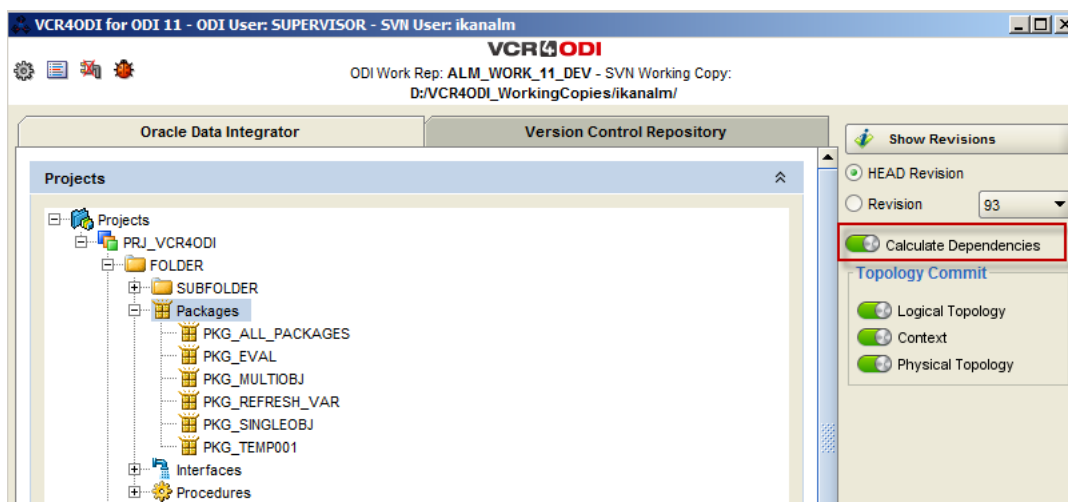 VCR4ODI for ODI 11 - ODI User: SUPERVISOR - SVN User: ikanalm
VCR4ODI
ODI Work Rep: ALM_WORK_11_DEV - SVN Working Copy:
D:/VCR4ODI_WorkingCopies/ikanalm/
Oracle Data Integrator
Version Control Repository
Projects
Projects
PRJ_VCR4ODI
FOLDER
SUBFOLDER
Packages
PKG_ALL_PACKAGES
PKG_EVAL
PKG_MULTIOBJ
PKG_REFRESH_VAR
PKG_SINGLEOBJ
PKG_TEMP001
Interfaces
Procedures
Show Revisions
HEAD Revision
Revision 93
Calculate Dependencies
Topology Commit
Logical Topology
Context
Physical Topology